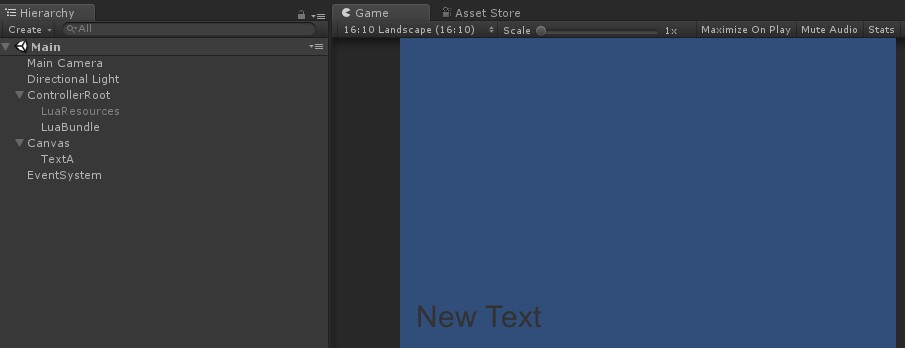 Hierarchy
Create
All
Main
Main Camera
Directional Light
ControllerRoot
LuaResources
LuaBundle
Canvas
TextA
EventSystem
Game
Asset Store
16:10 Landscape (16:10)
Scale
1x
Maximize On Play
Mute Audio
Stats
New Text